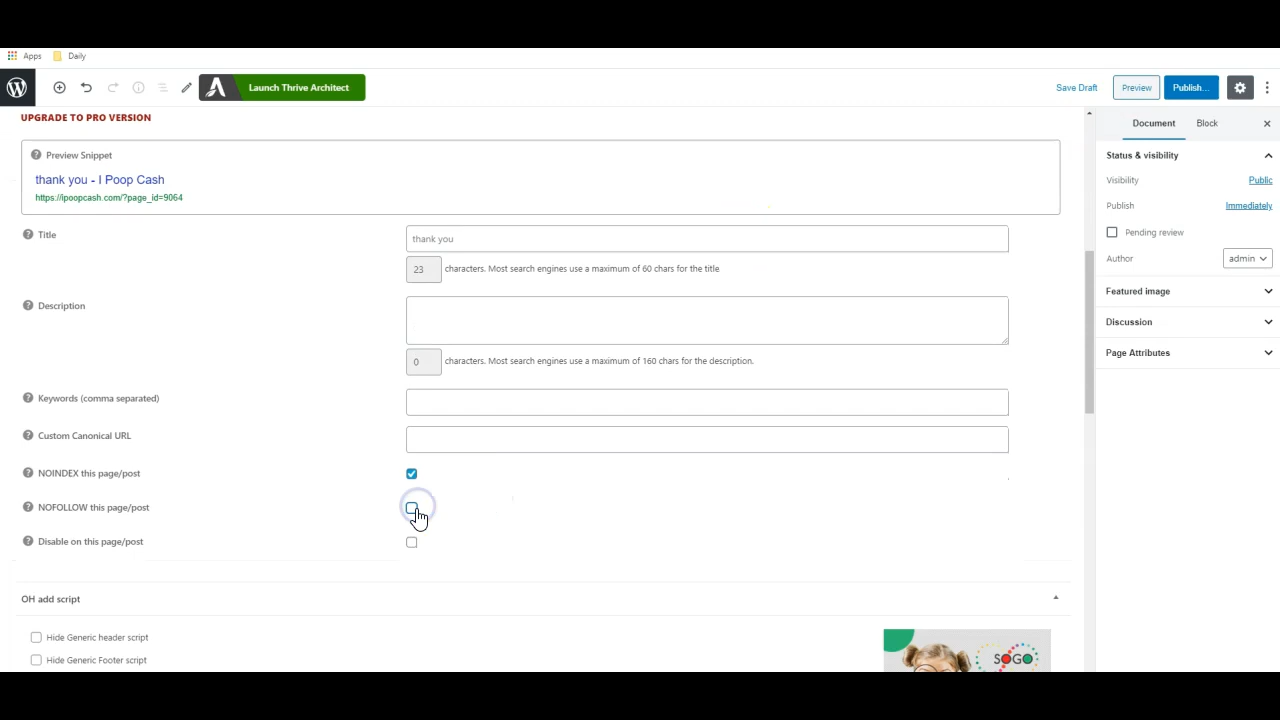 Apps Daily
Launch Thrive Architect Save Draft Preview Publish...
UPGRADE TO PRO VERSION
Document Block
Preview Snippet
Status & visibility
thank you - I Poop Cash
Visibility Public
https://ipoopcash.com/?page_id=9064
Publish Immediately
Title
thank you
Pending review
Author admin
23 characters. Most search engines use a maximum of 60 chars for the title
Featured image
Description
Discussion
Page Attributes
0 characters. Most search engines use a maximum of 160 chars for the description.
Keywords (comma separated)
Custom Canonical URL
NOINDEX this page/post
NOFOLLOW this page/post
Disable on this page/post
OH add script
Hide Generic header script
Hide Generic Footer script
SOGO